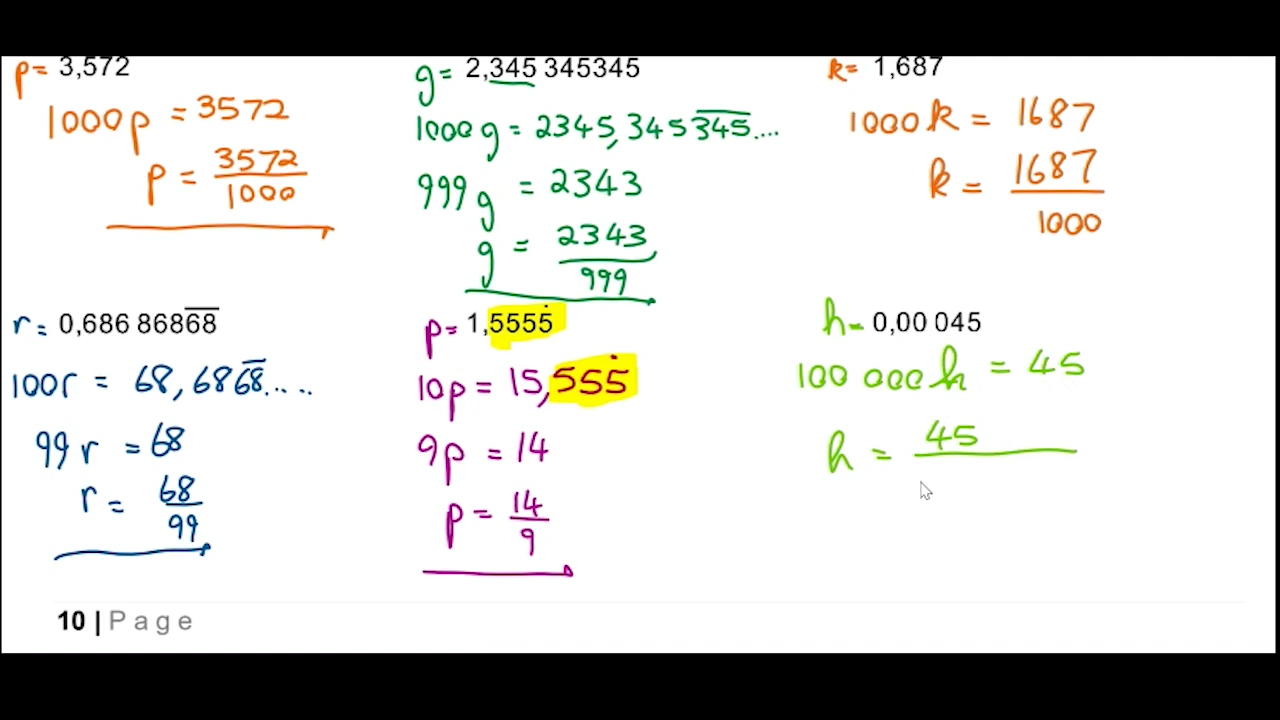 p = 3,572
1000p = 3572
p = 3572/1000
g = 2,345 345345
1000g = 2345,345345....
999g = 2343
g = 2343/999
k = 1,687
1000k = 1687
k = 1687/1000
r = 0,686 86868
100r = 68,6868.....
99r = 68
r = 68/99
p = 1,5555̇
10p = 15,555̇
9p = 14
p = 14/9
h = 0,00 045
100 000h = 45
h = 45/
10 | Page